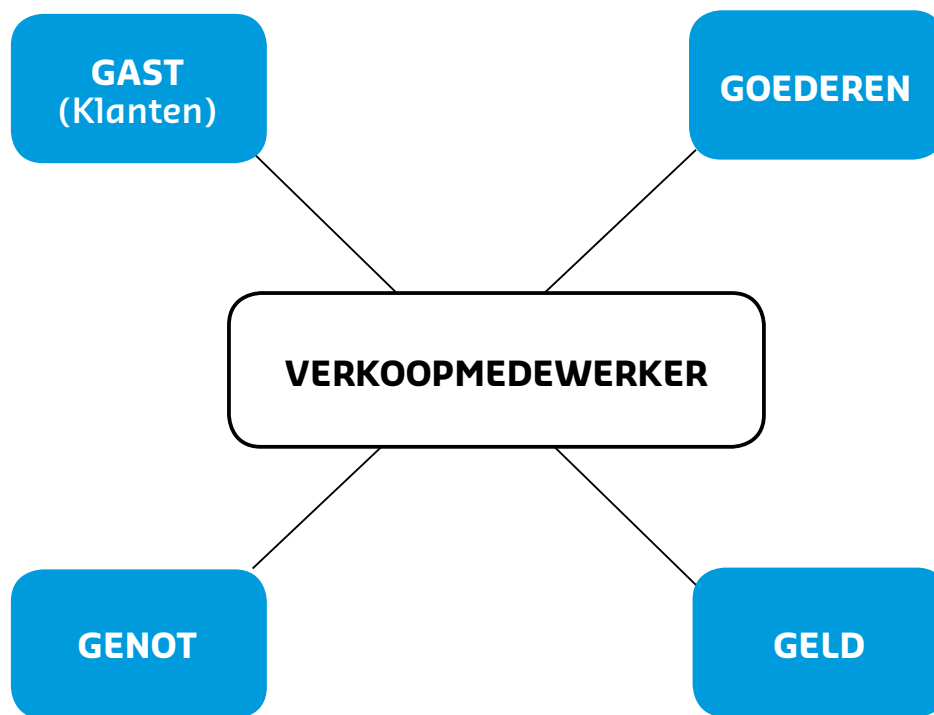 GAST
(Klanten)
GOEDEREN
VERKOOPMEDEWERKER
GENOT
GELD